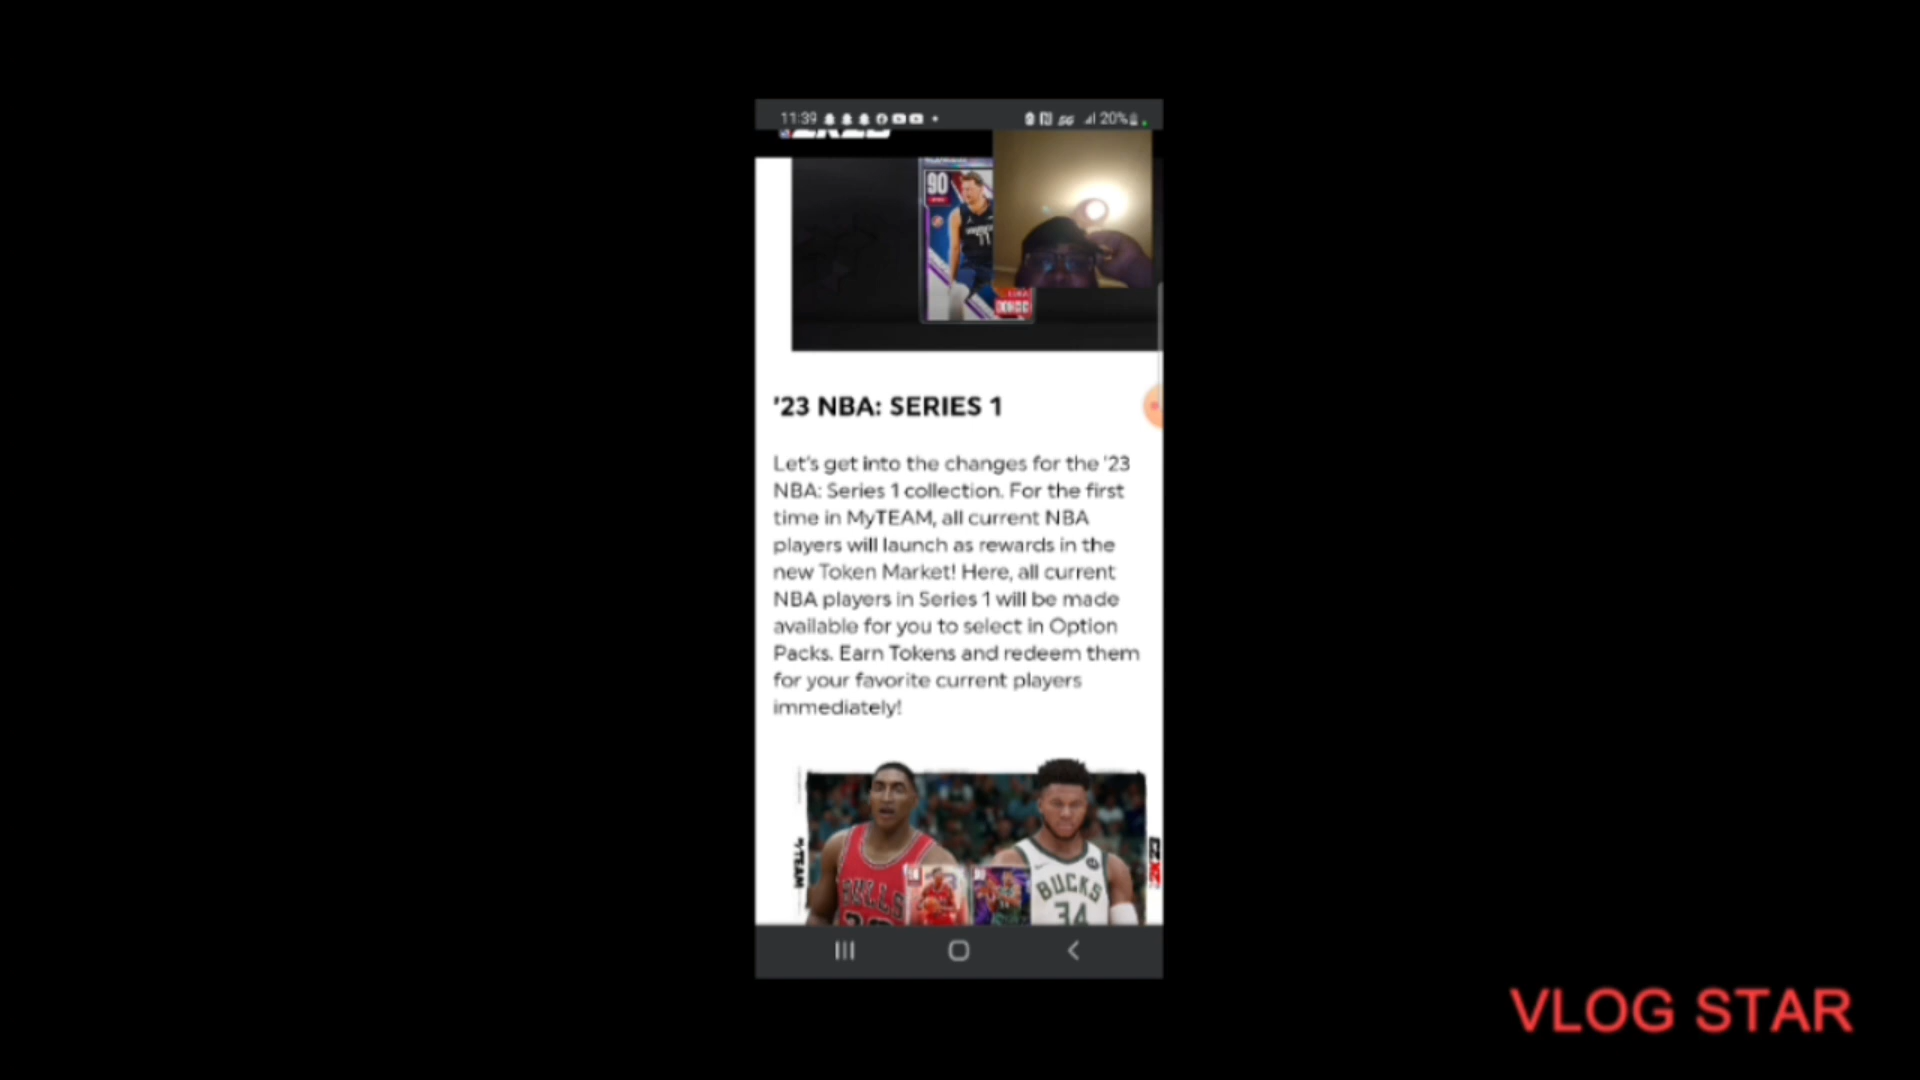 11:39
5G
20%
90
77
'23 NBA: SERIES 1
Let's get into the changes for the '23
NBA: Series 1 collection. For the first
time in MyTEAM, all current NBA
players will launch as rewards in the
new Token Market! Here, all current
NBA players in Series 1 will be made
available for you to select in Option
Packs. Earn Tokens and redeem them
for your favorite current players
immediately!
BULLS
BUCKS
34
VLOG STAR